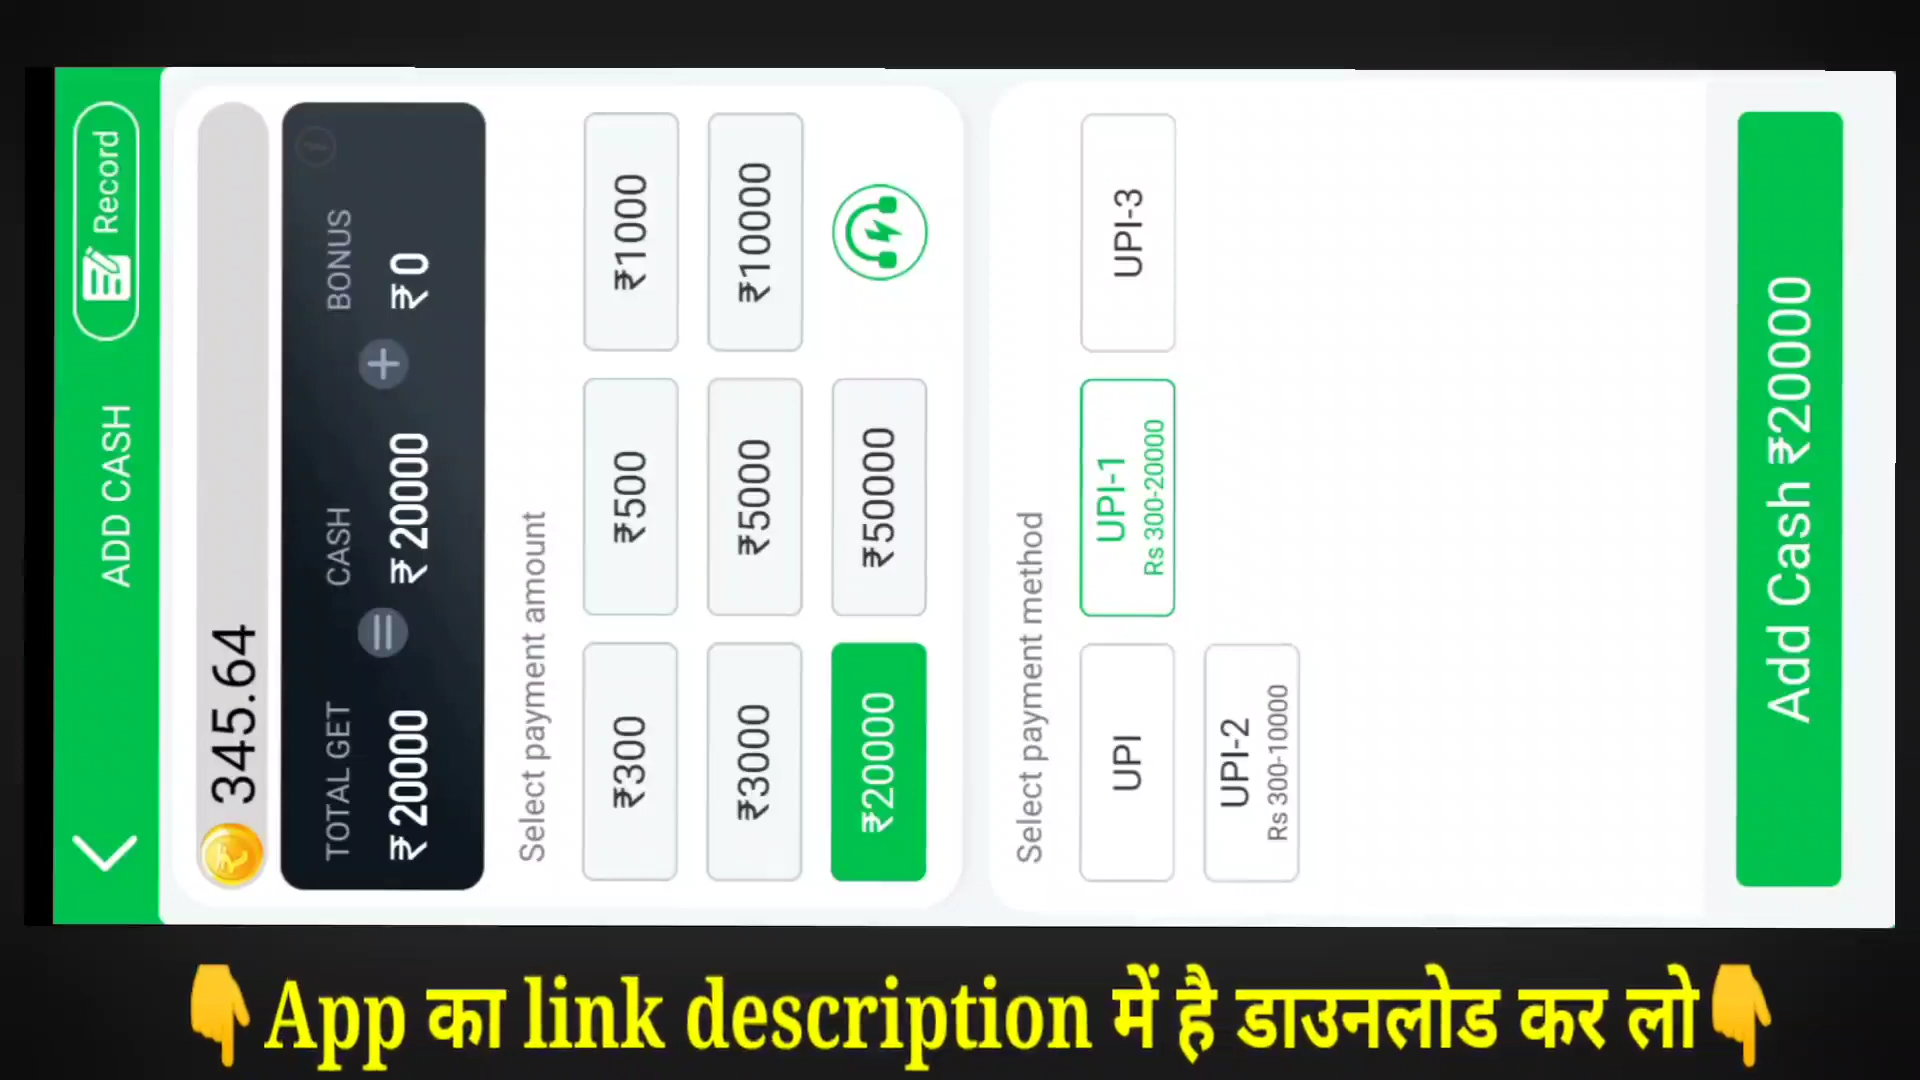 ADD CASH
Record
345.64
TOTAL GET
CASH
BONUS
₹20000
=
₹20000
+
₹0
Select payment amount
₹300
₹500
₹1000
₹3000
₹5000
₹10000
₹20000
₹50000
Select payment method
UPI
UPI-1
Rs 300-20000
UPI-3
UPI-2
Rs 300-10000
Add Cash ₹20000
👇App का link description में है डाउनलोड कर लो👇